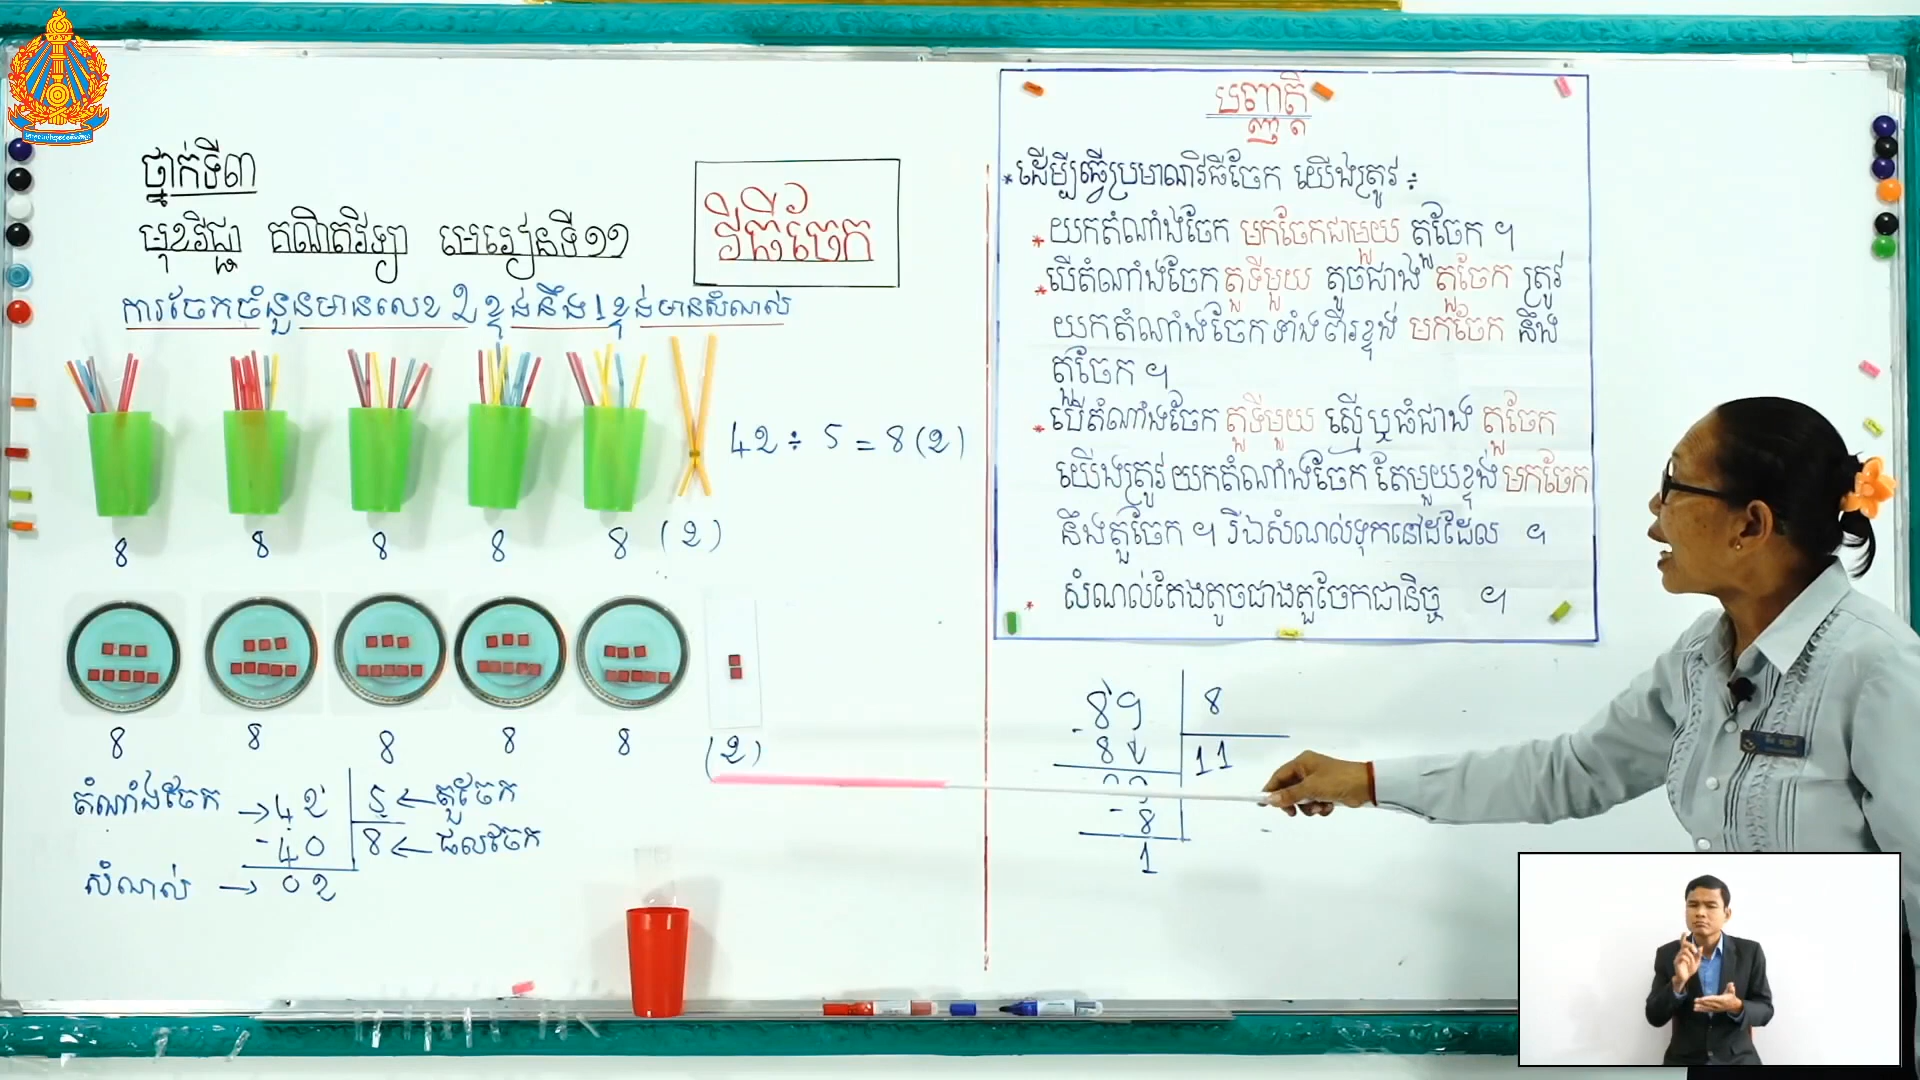 ថ្នាក់ទី៣
មុខវិជ្ជា គណិតវិទ្យា មេរៀនទី១១
វិធីចែក
ការចែកចំនួនមានលេខ 2 ខ្ទង់នឹង 1 ខ្ទង់មានសំណល់
42 ÷ 5 = 8 (2)
8 8 8 8 8 (2)
8 8 8 8 8 (2)
តំណាំងចែក → 42 5 ← តួចែក
- 40 8 ← ផលចែក
សំណល់ → 02
បញ្ញត្តិ
* ដើម្បីធ្វើប្រមាណវិធីចែក យើងត្រូវ ៖
* យកតំណាំងចែក មកចែកជាមួយ តួចែក ។
* បើតំណាំងចែក តួទីមួយ តូចជាង តួចែក ត្រូវ
យកតំណាំងចែកទាំងពីរខ្ទង់ មកចែក នឹង
តួចែក ។
* បើតំណាំងចែក តួទីមួយ ស្មើ ឬ ធំជាង តួចែក
យើងត្រូវយកតំណាំងចែក តែមួយខ្ទង់ មកចែក
នឹងតួចែក ។ រីឯសំណល់ទុកនៅដដែល ។
* សំណល់តែងតូចជាងតួចែកជានិច្ច ។
89 8
- 8 11
- 8
1